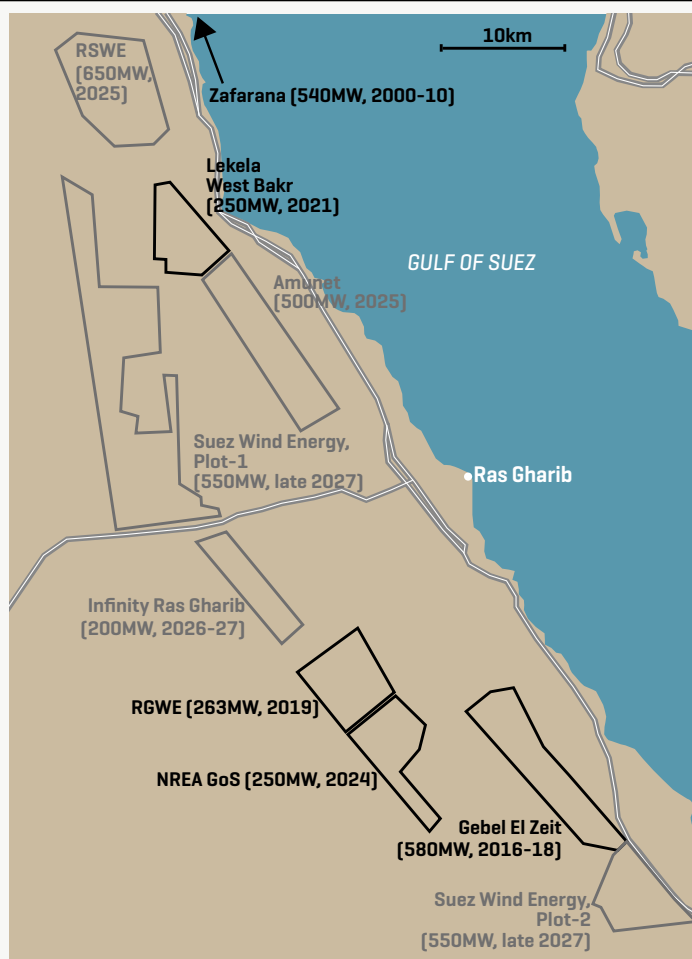 RSWE
(650MW,
2025)
10km
Zafarana (540MW, 2000-10)
Lekela
West Bakr
(250MW, 2021)
GULF OF SUEZ
Amunet
(500MW, 2025)
Suez Wind Energy,
Plot-1
(550MW, late 2027)
Ras Gharib
Infinity Ras Gharib
(200MW, 2026-27)
RGWE (263MW, 2019)
NREA GoS (250MW, 2024)
Gebel El Zeit
(580MW, 2016-18)
Suez Wind Energy,
Plot-2
(550MW, late 2027)